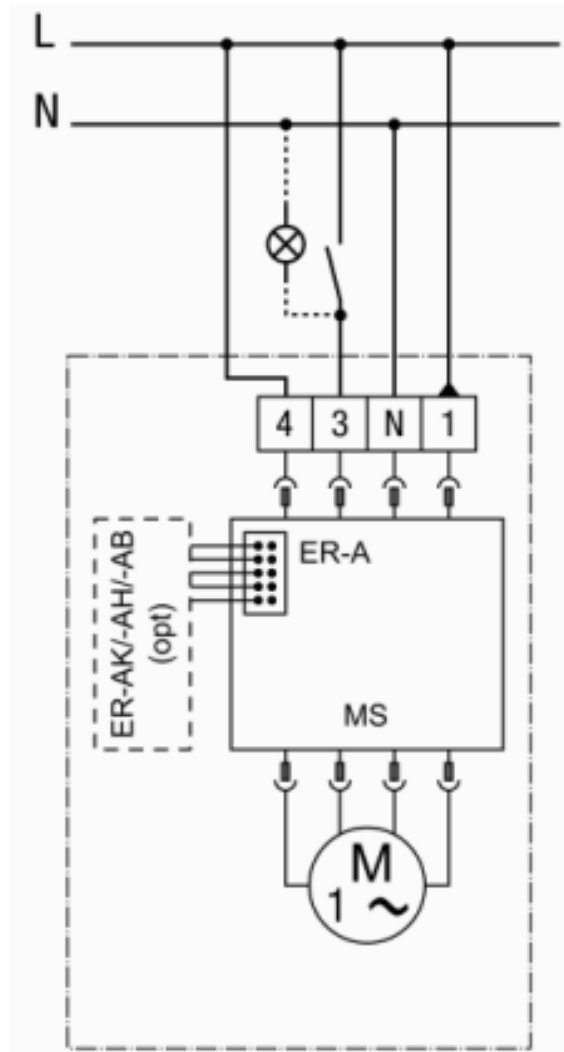 L
N
4 3 N 1
ER-A
ER-AK/-AH/-AB
(opt)
MS
M
1 ~